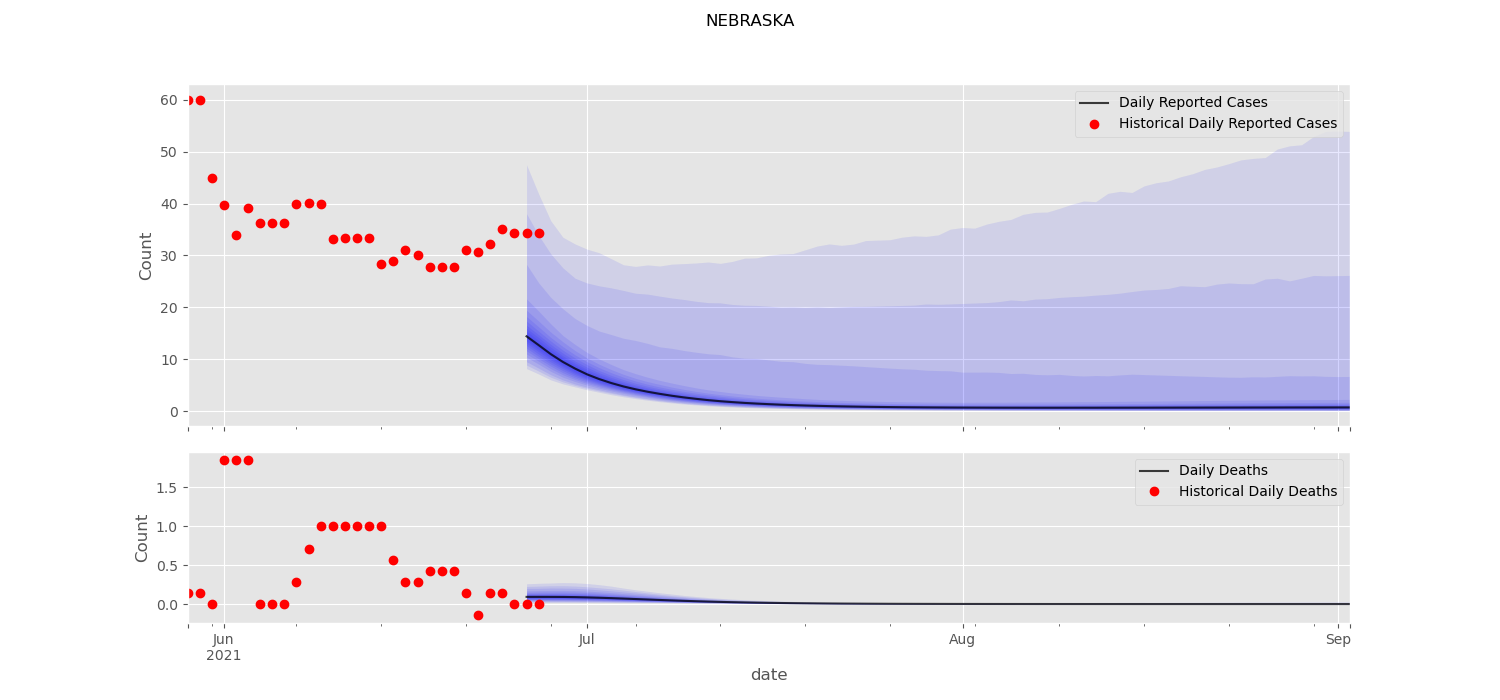 NEBRASKA
60
50
40
30
20
10
0
Count
Daily Reported Cases
Historical Daily Reported Cases
1.5
1.0
0.5
0.0
Count
Daily Deaths
Historical Daily Deaths
Jun
2021
Jul
Aug
Sep
date